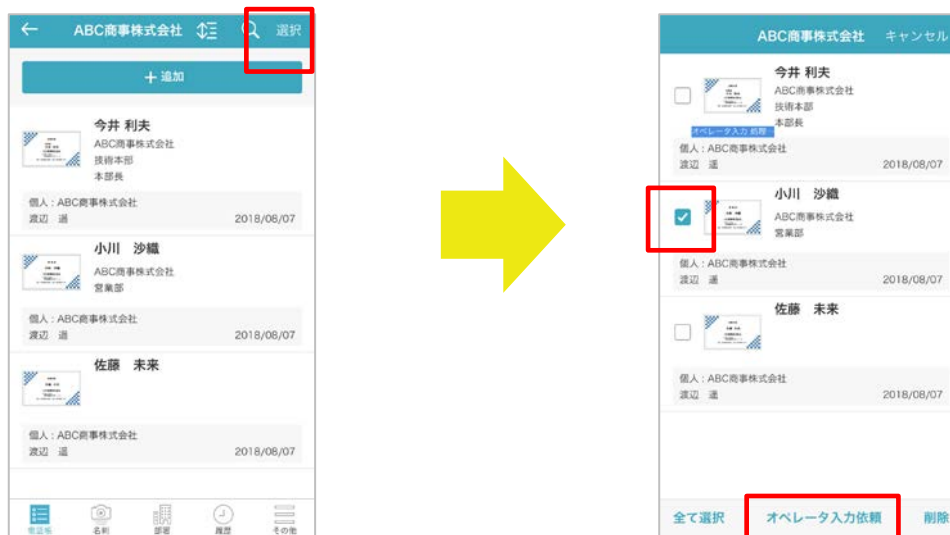 ABC商事株式会社
選択
＋ 追加
今井 利夫
ABC商事株式会社
技術本部
本部長
個人 : ABC商事株式会社
渡辺　遥
2018/08/07
小川　沙織
ABC商事株式会社
営業部
個人 : ABC商事株式会社
渡辺　遥
2018/08/07
佐藤　未来
個人 : ABC商事株式会社
渡辺　遥
2018/08/07
電話帳
名刺
部署
履歴
その他
ABC商事株式会社
キャンセル
今井 利夫
ABC商事株式会社
技術本部
本部長
オペレータ入力 処理…
個人 : ABC商事株式会社
渡辺　遥
2018/08/07
小川　沙織
ABC商事株式会社
営業部
個人 : ABC商事株式会社
渡辺　遥
2018/08/07
佐藤　未来
個人 : ABC商事株式会社
渡辺　遥
2018/08/07
全て選択
オペレータ入力依頼
削除